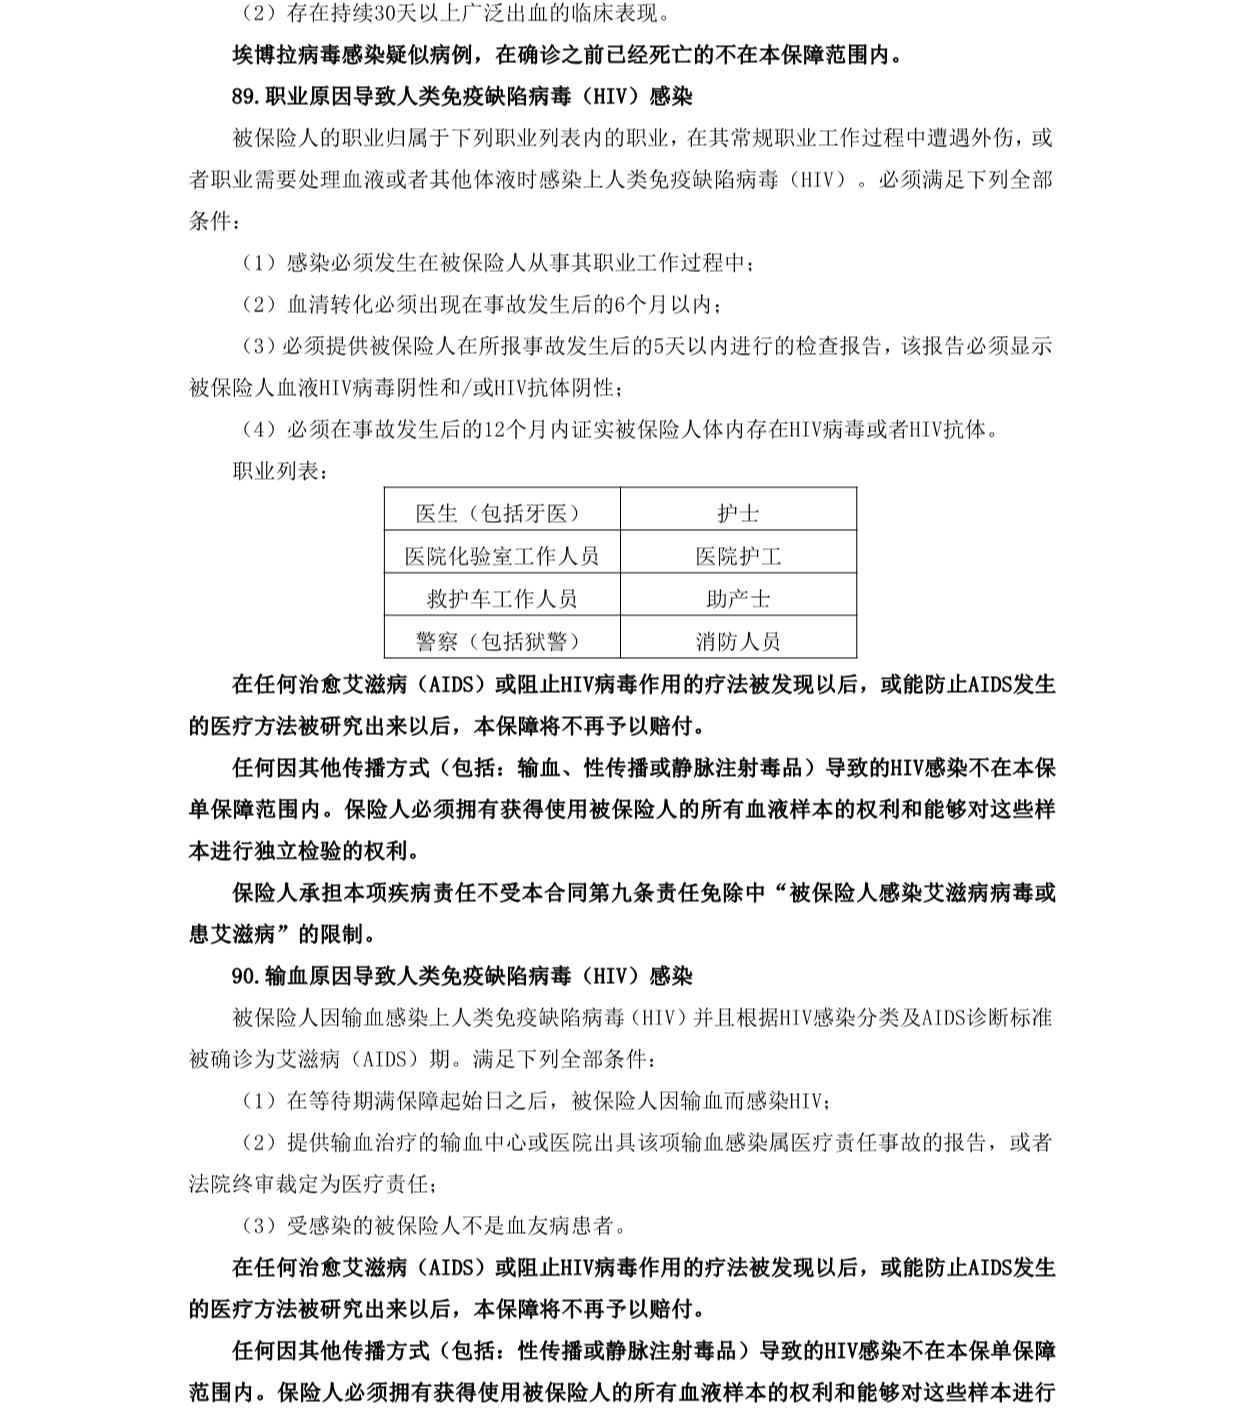 （2）存在持续30天以上广泛出血的临床表现。
埃博拉病毒感染疑似病例，在确诊之前已经死亡的不在本保障范围内。
89.职业原因导致人类免疫缺陷病毒（HIV）感染
被保险人的职业归属于下列职业列表内的职业，在其常规职业工作过程中遭遇外伤，或
者职业需要处理血液或者其他体液时感染上人类免疫缺陷病毒（HIV）。必须满足下列全部
条件：
（1）感染必须发生在被保险人从事其职业工作过程中；
（2）血清转化必须出现在事故发生后的6个月以内；
（3）必须提供被保险人在所报事故发生后的5天以内进行的检查报告，该报告必须显示
被保险人血液HIV病毒阴性和/或HIV抗体阴性；
（4）必须在事故发生后的12个月内证实被保险人体内存在HIV病毒或者HIV抗体。
职业列表：
医生（包括牙医） 护士
医院化验室工作人员 医院护工
救护车工作人员 助产士
警察（包括狱警） 消防人员
在任何治愈艾滋病（AIDS）或阻止HIV病毒作用的疗法被发现以后，或能防止AIDS发生
的医疗方法被研究出来以后，本保障将不再予以赔付。
任何因其他传播方式（包括：输血、性传播或静脉注射毒品）导致的HIV感染不在本保
单保障范围内。保险人必须拥有获得使用被保险人的所有血液样本的权利和能够对这些样
本进行独立检验的权利。
保险人承担本项疾病责任不受本合同第九条责任免除中“被保险人感染艾滋病病毒或
患艾滋病”的限制。
90.输血原因导致人类免疫缺陷病毒（HIV）感染
被保险人因输血感染上人类免疫缺陷病毒（HIV）并且根据HIV感染分类及AIDS诊断标准
被确诊为艾滋病（AIDS）期。满足下列全部条件：
（1）在等待期满保障起始日之后，被保险人因输血而感染HIV；
（2）提供输血治疗的输血中心或医院出具该项输血感染属医疗责任事故的报告，或者
法院终审裁定为医疗责任；
（3）受感染的被保险人不是血友病患者。
在任何治愈艾滋病（AIDS）或阻止HIV病毒作用的疗法被发现以后，或能防止AIDS发生
的医疗方法被研究出来以后，本保障将不再予以赔付。
任何因其他传播方式（包括：性传播或静脉注射毒品）导致的HIV感染不在本保单保障
范围内。保险人必须拥有获得使用被保险人的所有血液样本的权利和能够对这些样本进行